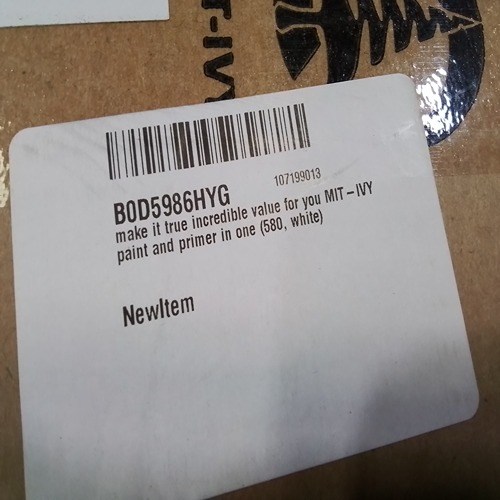 T-IV
107199013
B0D5986HYG
make it true incredible value for you MIT – IVY
paint and primer in one (580, white)
NewItem